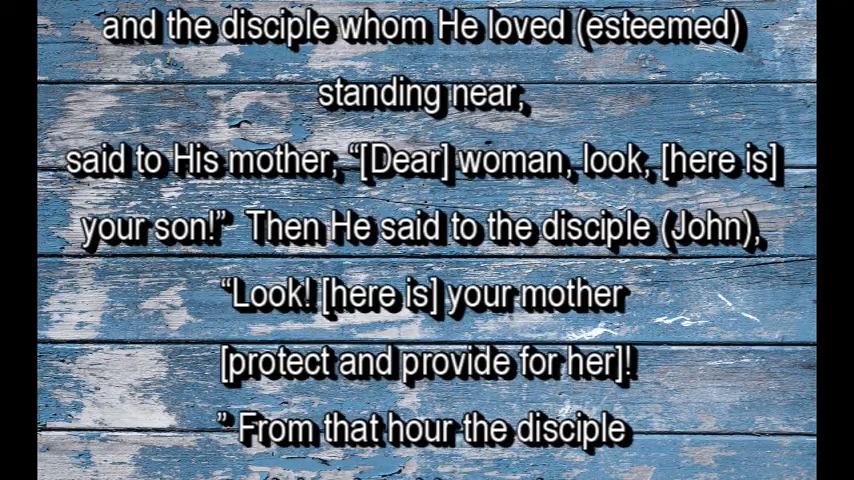 and the disciple whom He loved (esteemed)
standing near,
said to His mother, “[Dear] woman, look, [here is]
your son!” Then He said to the disciple (John),
“Look! [here is] your mother
[protect and provide for her]!
” From that hour the disciple